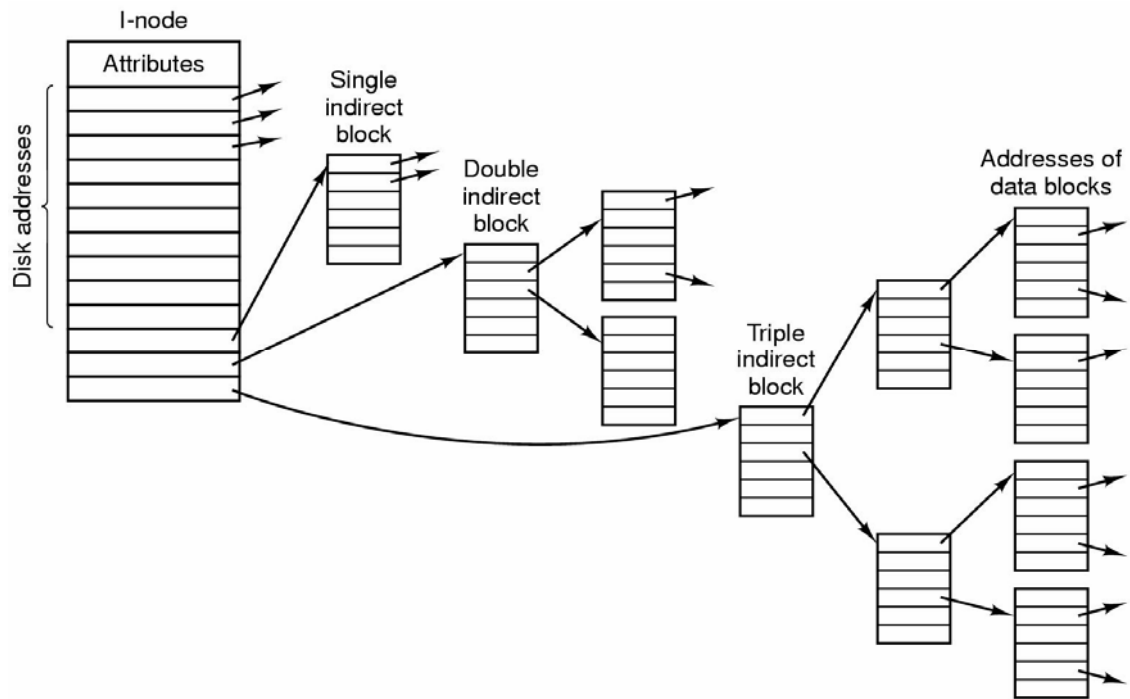 I-node
Attributes
Disk addresses
Single
indirect
block
Double
indirect
block
Triple
indirect
block
Addresses of
data blocks